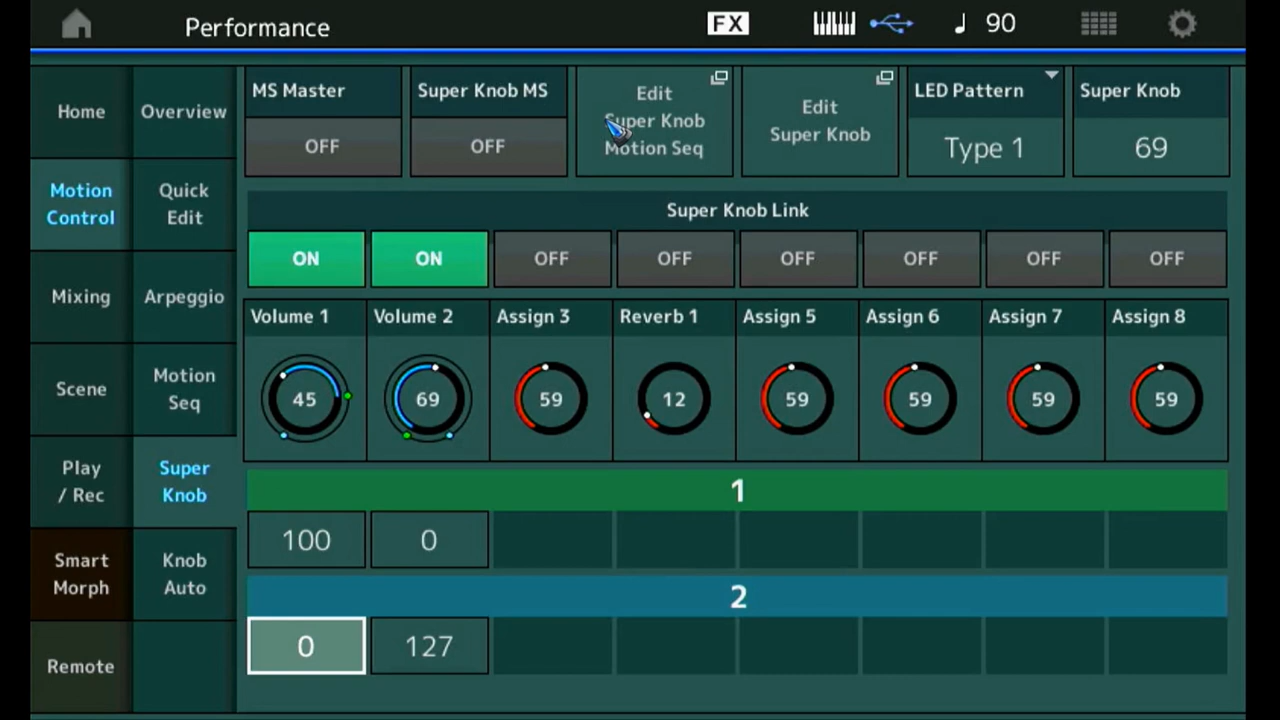 Performance
FX
90
Home
Motion
Control
Mixing
Scene
Play
/ Rec
Smart
Morph
Remote
Overview
Quick
Edit
Arpeggio
Motion
Seq
Super
Knob
Knob
Auto
MS Master
OFF
Super Knob MS
OFF
Edit
Super Knob
Motion Seq
Edit
Super Knob
LED Pattern
Type 1
Super Knob
69
Super Knob Link
ON ON OFF OFF OFF OFF OFF OFF
Volume 1 Volume 2 Assign 3 Reverb 1 Assign 5 Assign 6 Assign 7 Assign 8
45 69 59 12 59 59 59 59
1
100 0
2
0 127